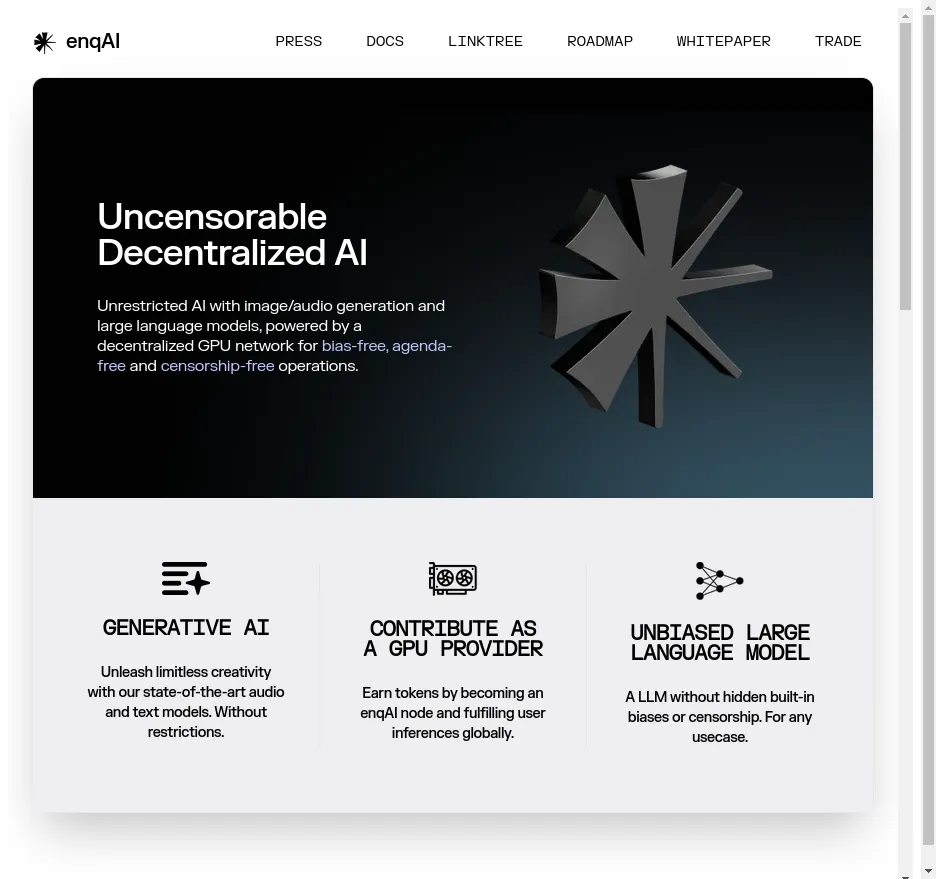 enqAI
PRESS
DOCS
LINKTREE
ROADMAP
WHITEPAPER
TRADE
Uncensorable
Decentralized AI
Unrestricted AI with image/audio generation and
large language models, powered by a
decentralized GPU network for bias-free, agenda-
free and censorship-free operations.
GENERATIVE AI
Unleash limitless creativity
with our state-of-the-art audio
and text models. Without
restrictions.
CONTRIBUTE AS
A GPU PROVIDER
Earn tokens by becoming an
enqAI node and fulfilling user
inferences globally.
UNBIASED LARGE
LANGUAGE MODEL
A LLM without hidden built-in
biases or censorship. For any
usecase.